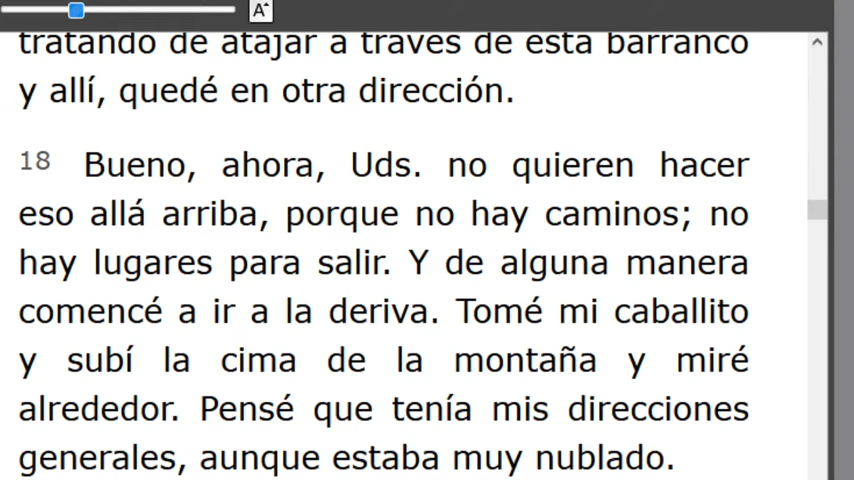 A
tratando de atajar a través de esta barranco
y allí, quedé en otra dirección.
18 Bueno, ahora, Uds. no quieren hacer
eso allá arriba, porque no hay caminos; no
hay lugares para salir. Y de alguna manera
comencé a ir a la deriva. Tomé mi caballito
y subí la cima de la montaña y miré
alrededor. Pensé que tenía mis direcciones
generales, aunque estaba muy nublado.